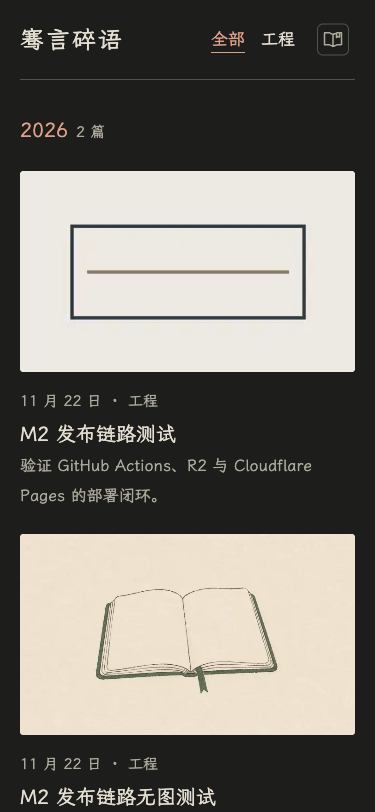 骞言碎语
全部 工程
2026 2 篇
11 月 22 日 · 工程
M2 发布链路测试
验证 GitHub Actions、R2 与 Cloudflare
Pages 的部署闭环。
11 月 22 日 · 工程
M2 发布链路无图测试